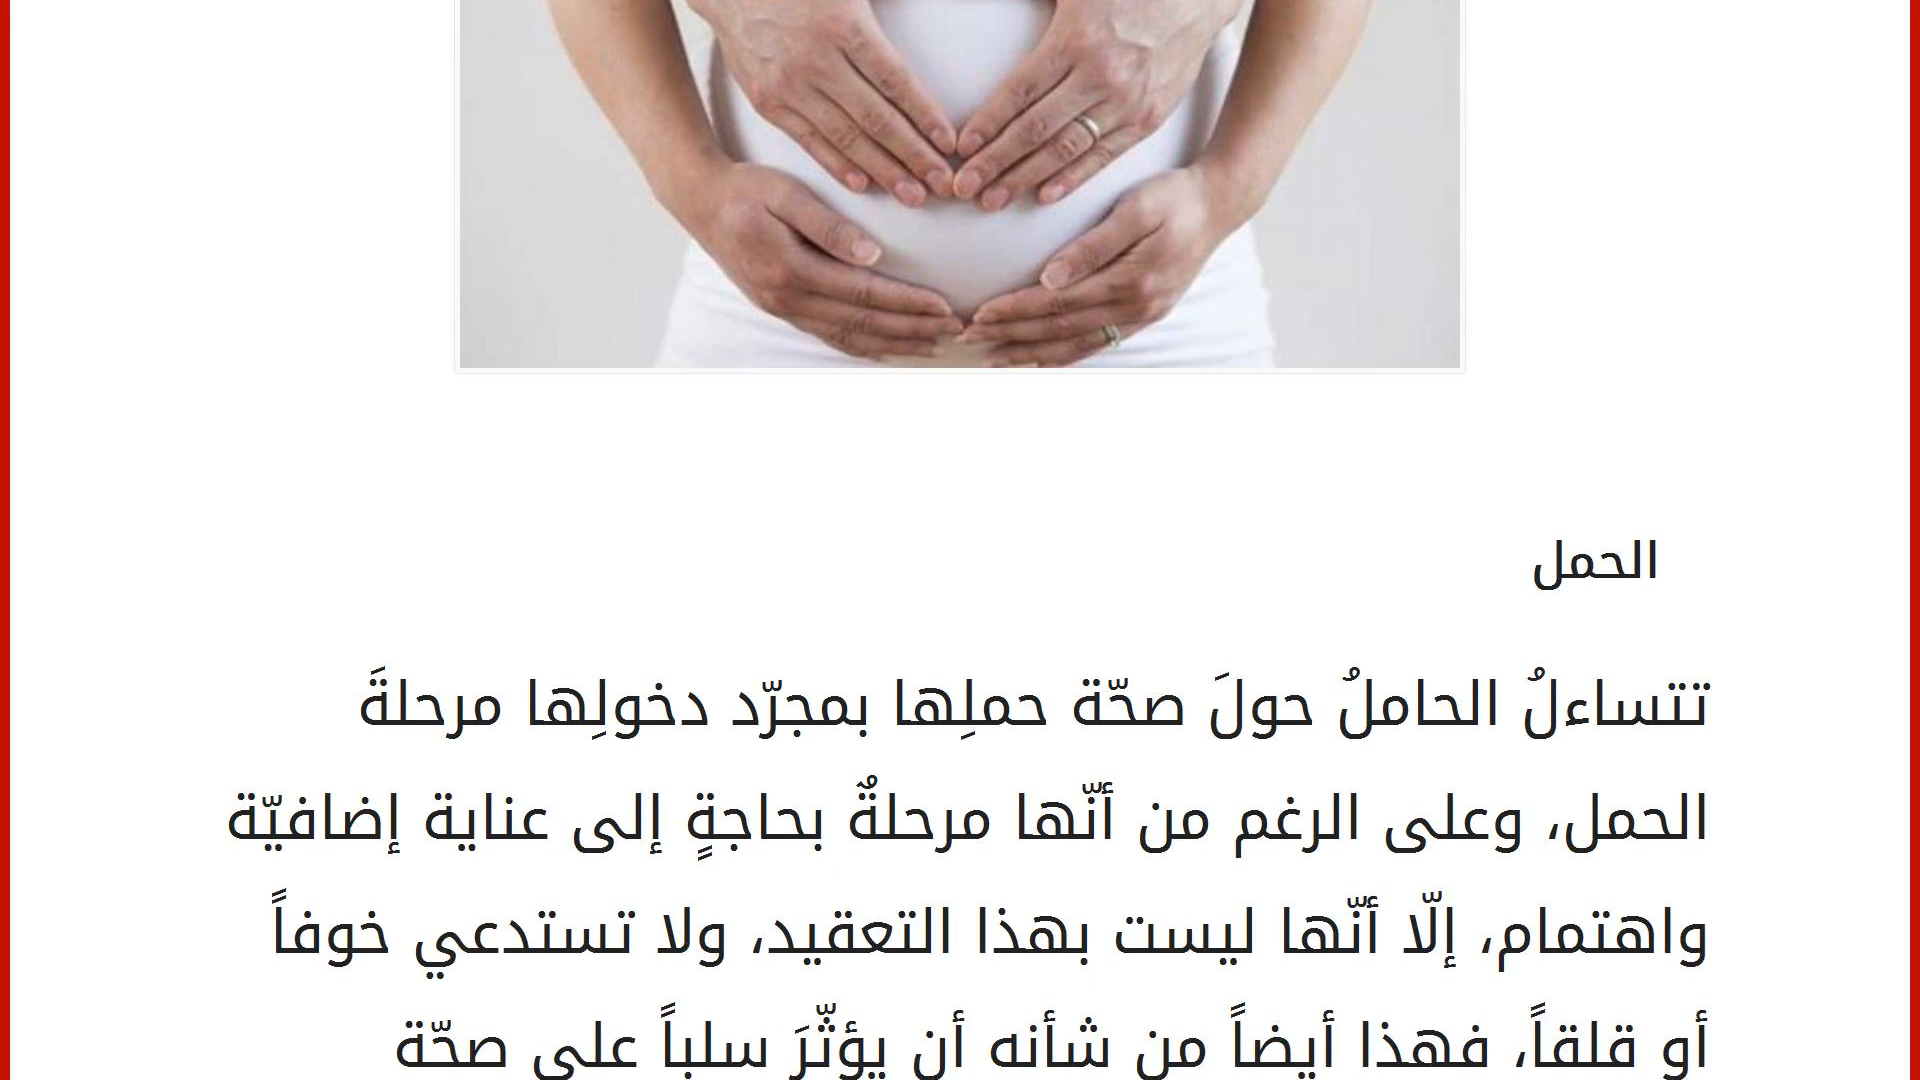 الحمل
تتساءلُ الحاملُ حولَ صحّة حملِها بمجرّد دخولِها مرحلةَ
الحمل، وعلى الرغم من أنّها مرحلةٌ بحاجةٍ إلى عناية إضافيّة
واهتمام، إلّا أنّها ليست بهذا التعقيد، ولا تستدعي خوفاً
أو قلقاً، فهذا أيضاً من شأنه أن يؤثّرَ سلباً على صحّة